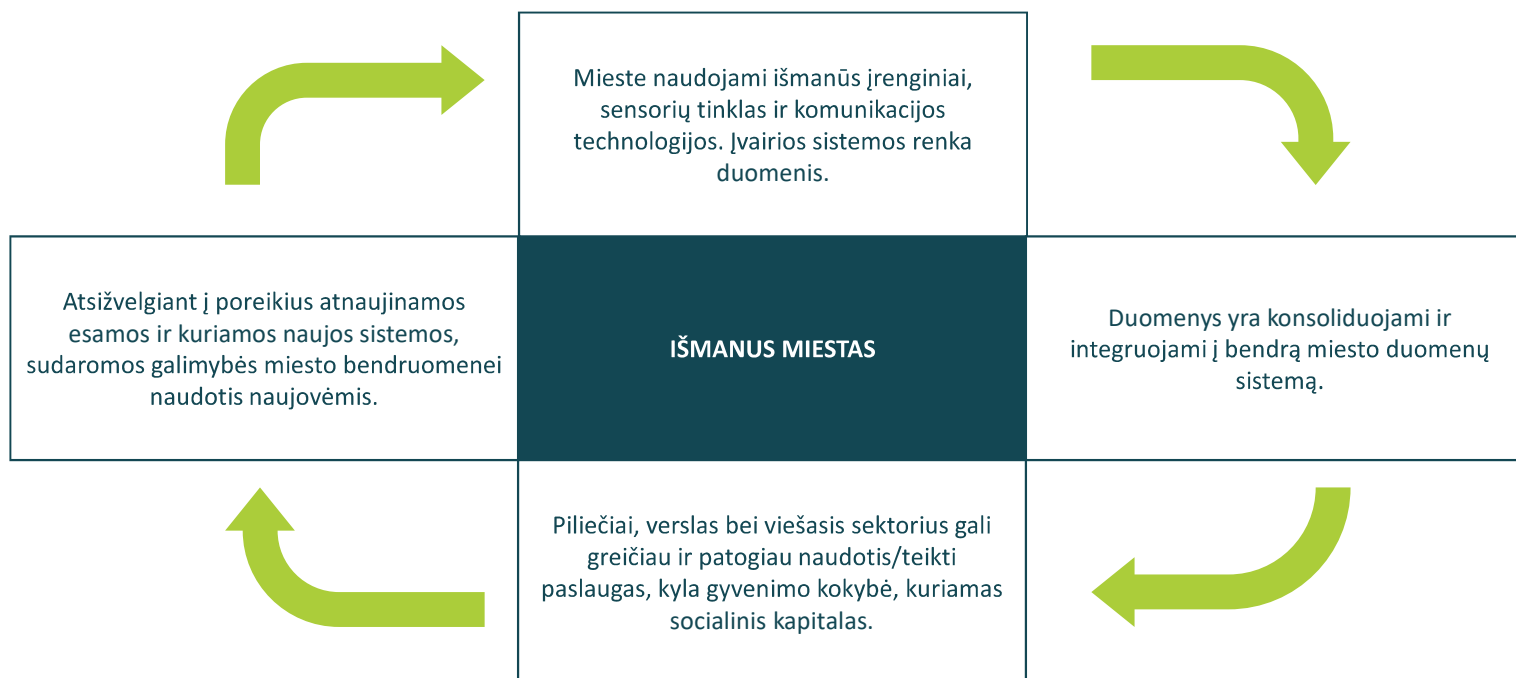 Mieste naudojami išmanūs įrenginiai,
sensorių tinklas ir komunikacijos
technologijos. Įvairios sistemos renka
duomenis.
Atsižvelgiant į poreikius atnaujinamos
esamos ir kuriamos naujos sistemos,
sudaromos galimybės miesto bendruomenei
naudotis naujovėmis.
IŠMANUS MIESTAS
Duomenys yra konsoliduojami ir
integruojami į bendrą miesto duomenų
sistemą.
Piliečiai, verslas bei viešasis sektorius gali
greičiau ir patogiau naudotis/teikti
paslaugas, kyla gyvenimo kokybė, kuriamas
socialinis kapitalas.